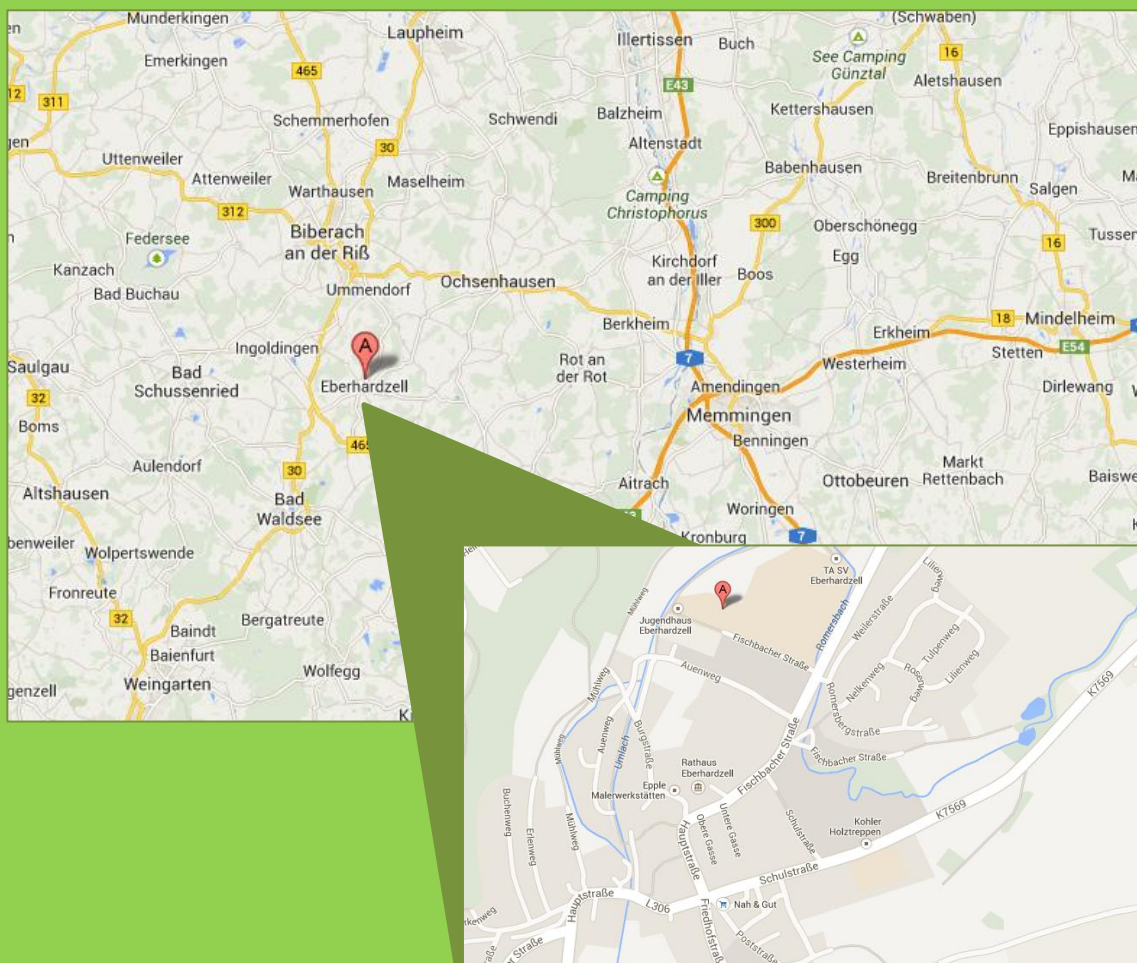 Munderkingen
Laupheim
Illertissen
Buch
(Schwaben)
Emerkingen
465
See Camping
Günztal
16
Aletshausen
12
311
E43
Schemmerhofen
Schwendi
Balzheim
Kettershausen
Eppishausen
30
Altenstadt
Uttenweiler
Attenweiler
Warthausen
Maselheim
Babenhausen
Breitenbrunn
Salgen
Camping
Christophorus
312
Biberach
an der Riß
300
Oberschönegg
Federsee
16
Kanzach
Bad Buchau
Ummendorf
Ochsenhausen
Kirchdorf
an der Iller
Boos
Egg
Berkheim
18
Mindelheim
Erkheim
Ingoldingen
A
Saulgau
Bad
Schussenried
Eberhardzell
Rot an
der Rot
7
Westerheim
Stetten
E54
Amendingen
Dirlewang
32
Boms
Memmingen
Benningen
Aulendorf
30
Aitrach
Ottobeuren
Markt
Rettenbach
Altshausen
Bad
Waldsee
Woringen
Kronburg
7
Wolpertswende
Fronreute
32
Baindt
Bergatreute
Baienfurt
Weingarten
Wolfegg
TA SV
Eberhardzell
A
Mühlweg
Jugendhaus
Eberhardzell
Romersbach
Weilerstraße
Lilienweg
Fischbacher Straße
Auenweg
Tulpenweg
Rosenweg
Nelkenweg
Lilienweg
Mühlweg
K7569
Romersbergstraße
Auenweg
Burgstraße
Umlach
Mühlweg
Fischbacher Straße
Fischbacher Straße
Rathaus
Eberhardzell
Epple
Malerwerkstätten
Buchenweg
Erlenweg
Mühlweg
Hauptstraße
Obere Gasse
Untere Gasse
Schulstraße
Kohler
Holztreppen
K7569
Schulstraße
Hauptstraße
L306
Nah & Gut
Poststraße